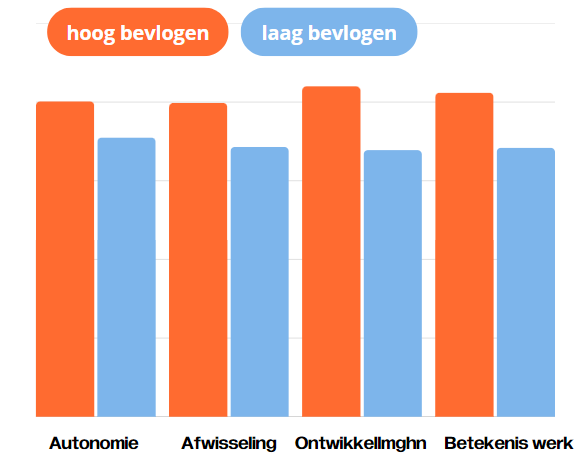 hoog bevlogen laag bevlogen
Autonomie Afwisseling Ontwikkellmghn Betekenis werk